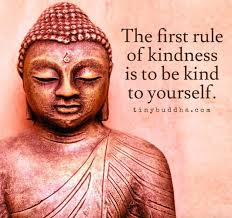 The first rule
of kindness
is to be kind
to yourself.
tinybuddha.com